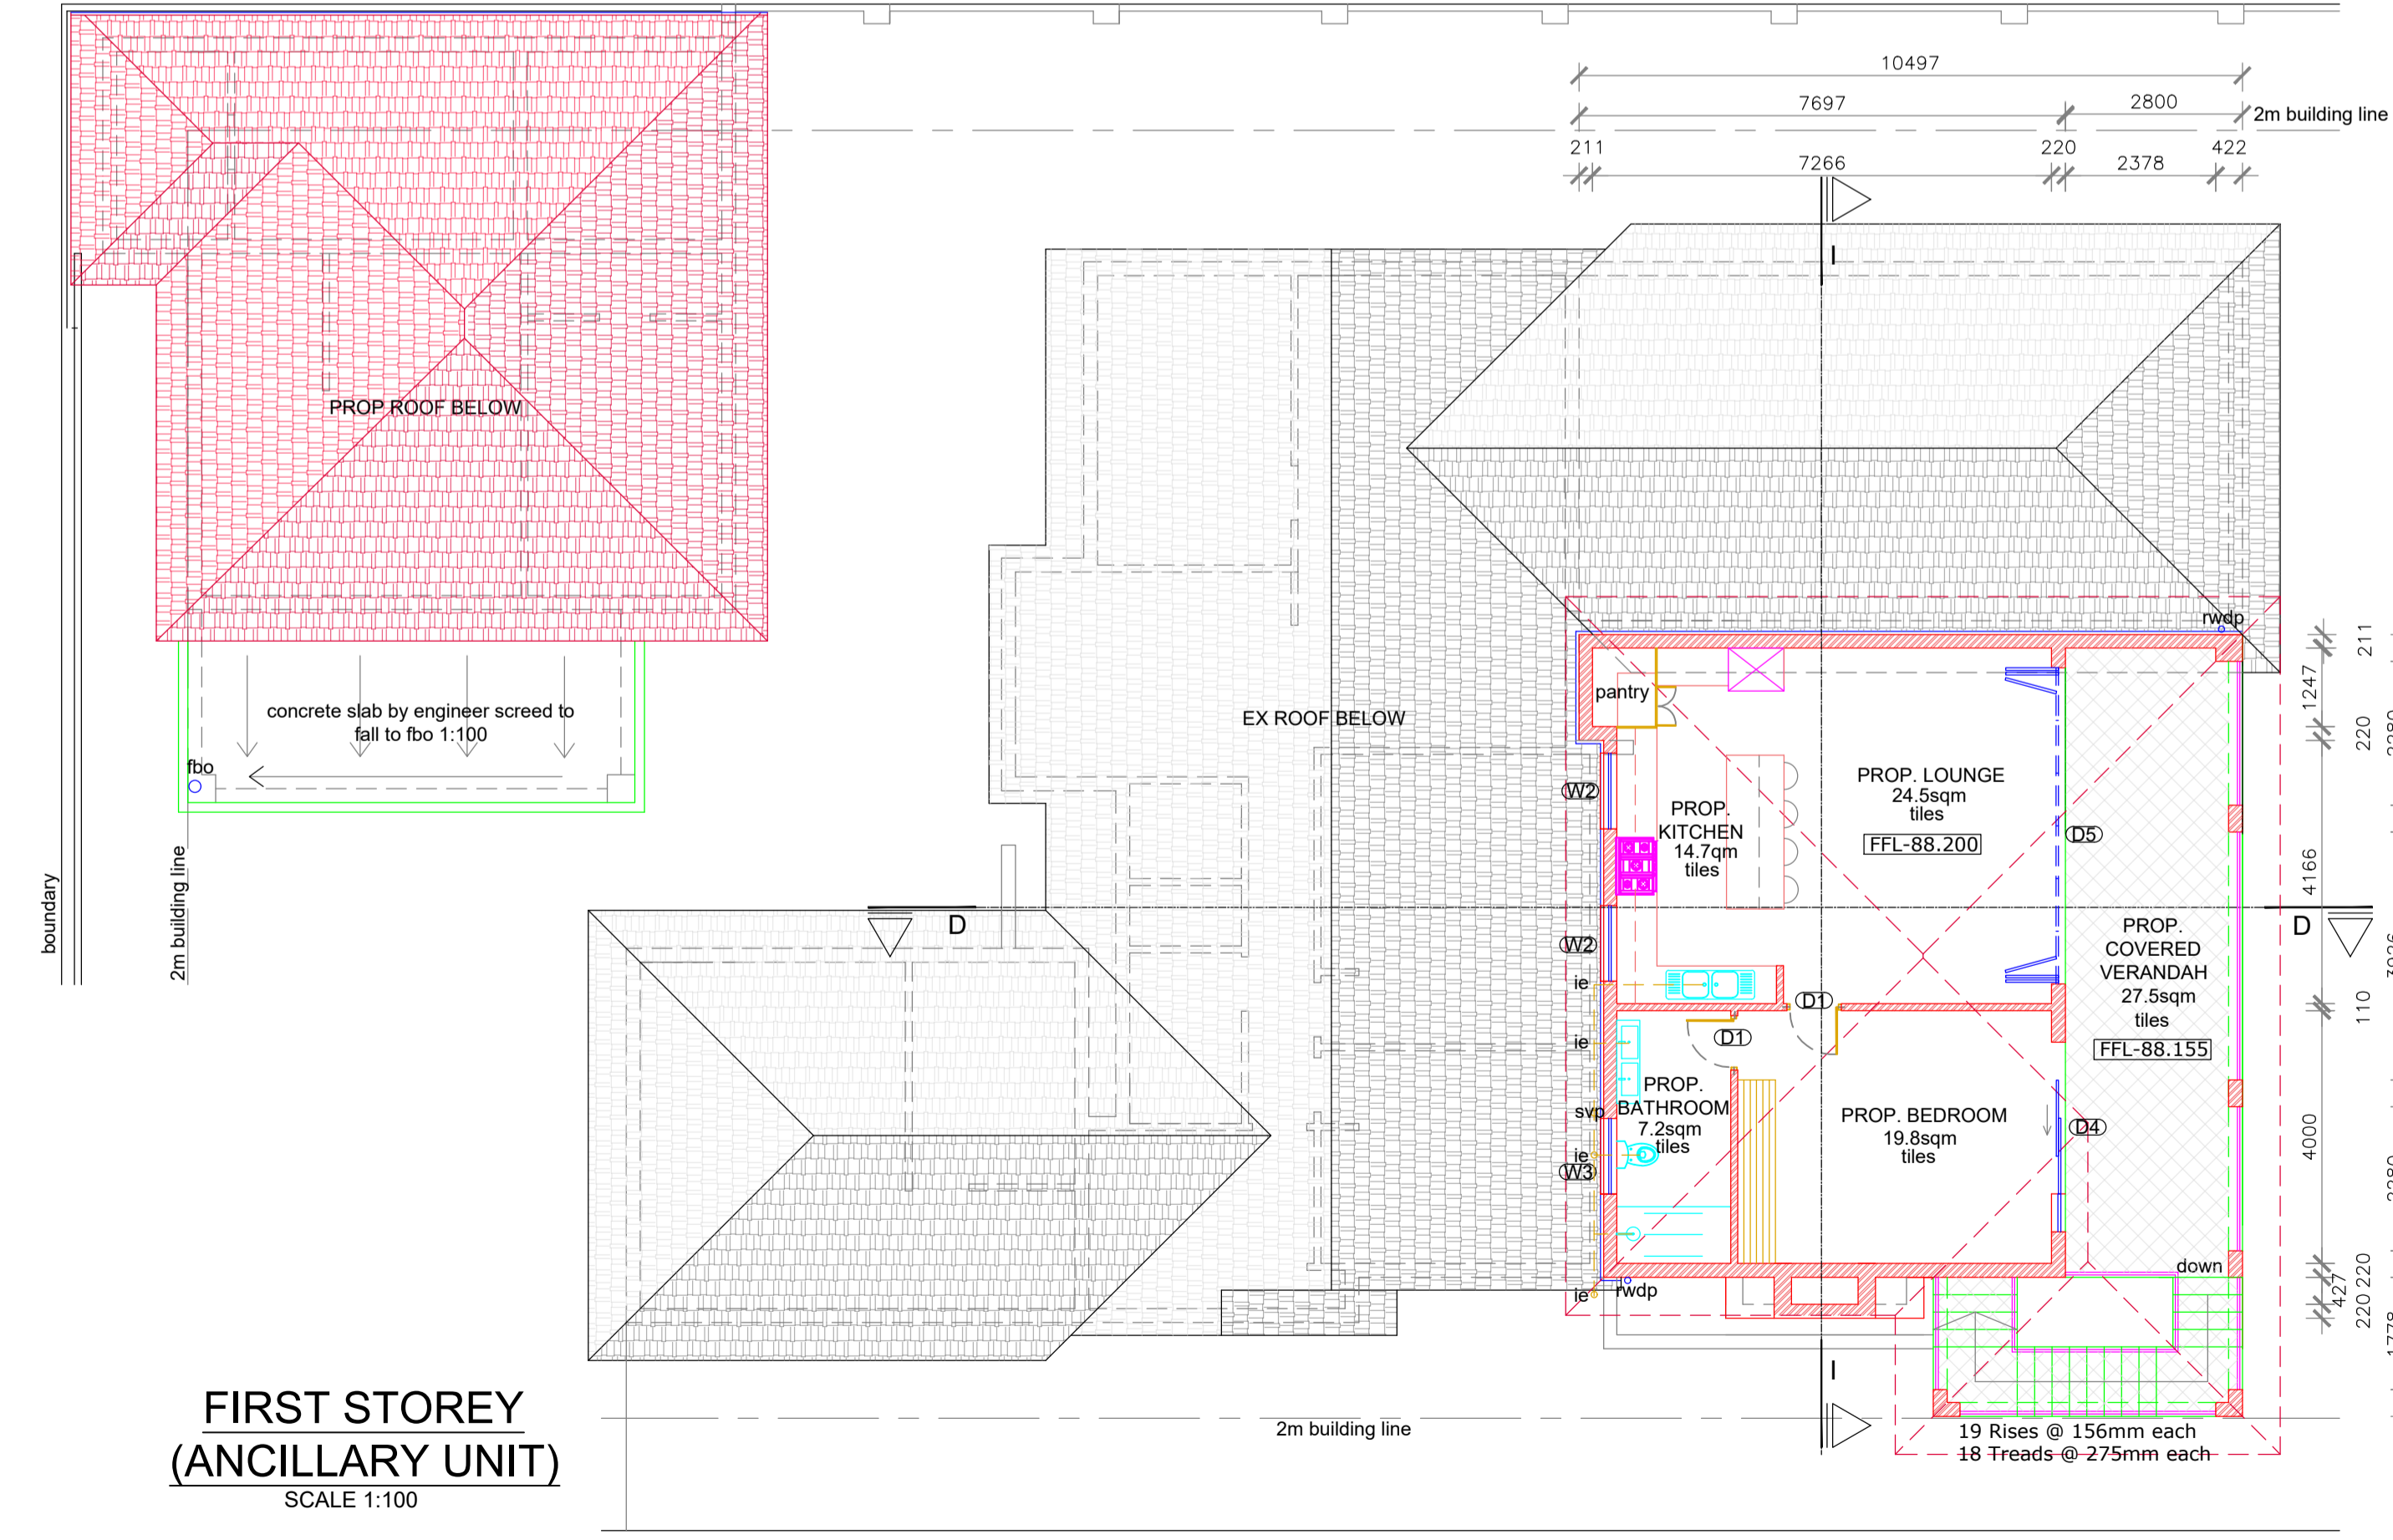 10497
7697
2800
2m building line
211
7266
220
2378
422
I
rwdp
211
1247
220
PROP ROOF BELOW
concrete slab by engineer screed to
fall to fbo 1:100
fbo
boundary
2m building line
EX ROOF BELOW
pantry
W2
PROP.
KITCHEN
14.7qm
tiles
PROP. LOUNGE
24.5sqm
tiles
FFL-88.200
D5
4166
D
W2
ie
D1
D1
PROP.
COVERED
VERANDAH
27.5sqm
tiles
FFL-88.155
D
110
ie
svp
PROP.
BATHROOM
7.2sqm
tiles
ie
W3
PROP. BEDROOM
19.8sqm
tiles
D4
4000
down
ie
rwdp
220
427
220
I
19 Rises @ 156mm each
18 Treads @ 275mm each
2m building line
FIRST STOREY
(ANCILLARY UNIT)
SCALE 1:100